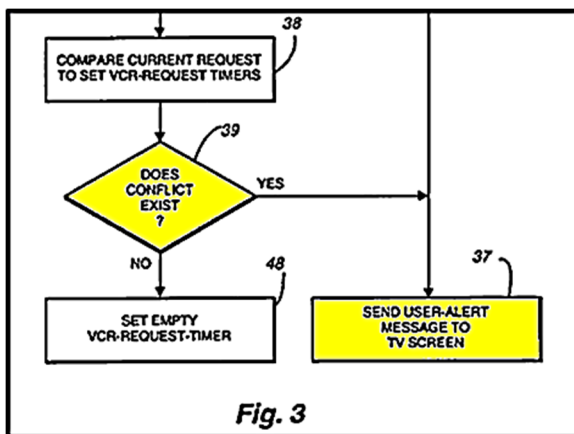 38
COMPARE CURRENT REQUEST
TO SET VCR-REQUEST TIMERS
39
DOES
CONFLICT
EXIST
?
YES
NO
48
37
SET EMPTY
VCR-REQUEST-TIMER
SEND USER-ALERT
MESSAGE TO
TV SCREEN
Fig. 3